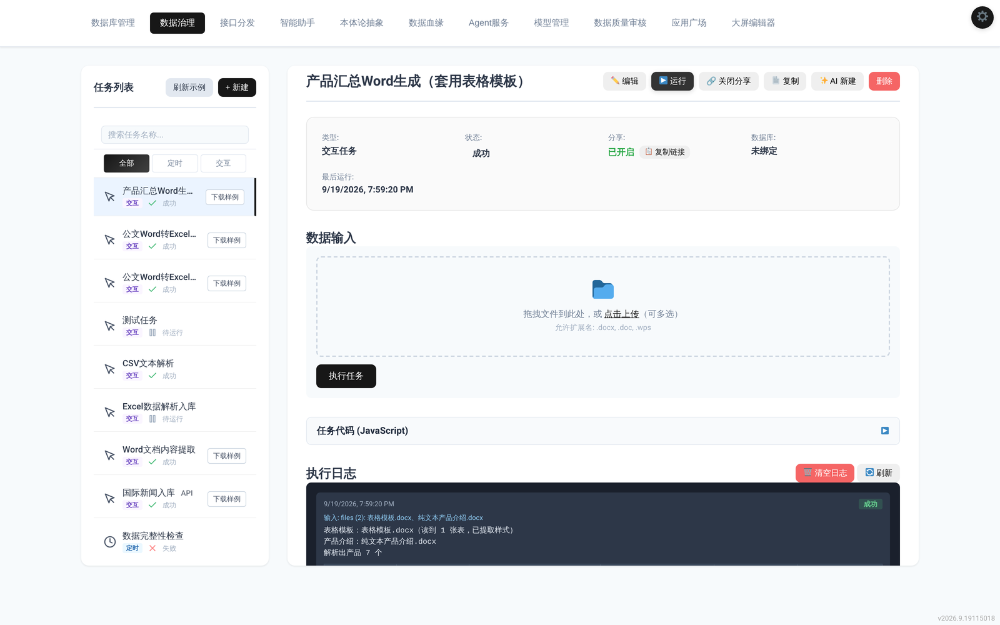 数据库管理
数据治理
接口分发
智能助手
本体论抽象
数据血缘
Agent服务
模型管理
数据质量审核
应用广场
大屏编辑器
任务列表
刷新示例
+ 新建
搜索任务名称...
全部
定时
交互
产品汇总Word生...
交互 成功
下载样例
公文Word转Excel...
交互 成功
下载样例
公文Word转Excel...
交互 成功
下载样例
测试任务
交互 待运行
CSV文本解析
交互 成功
Excel数据解析入库
交互 待运行
Word文档内容提取
交互 成功
下载样例
国际新闻入库 API
交互 成功
下载样例
数据完整性检查
定时 失败
产品汇总Word生成（套用表格模板）
编辑
运行
关闭分享
复制
AI 新建
删除
类型:
交互任务
状态:
成功
分享:
已开启 复制链接
数据库:
未绑定
最后运行:
9/19/2026, 7:59:20 PM
数据输入
拖拽文件到此处，或 点击上传（可多选）
允许扩展名: .docx, .doc, .wps
执行任务
任务代码 (JavaScript)
执行日志
清空日志
刷新
9/19/2026, 7:59:20 PM
成功
输入: files (2): 表格模板.docx、纯文本产品介绍.docx
表格模板：表格模板.docx（读到 1 张表，已提取样式）
产品介绍：纯文本产品介绍.docx
解析出产品 7 个
v2026.9.19115018